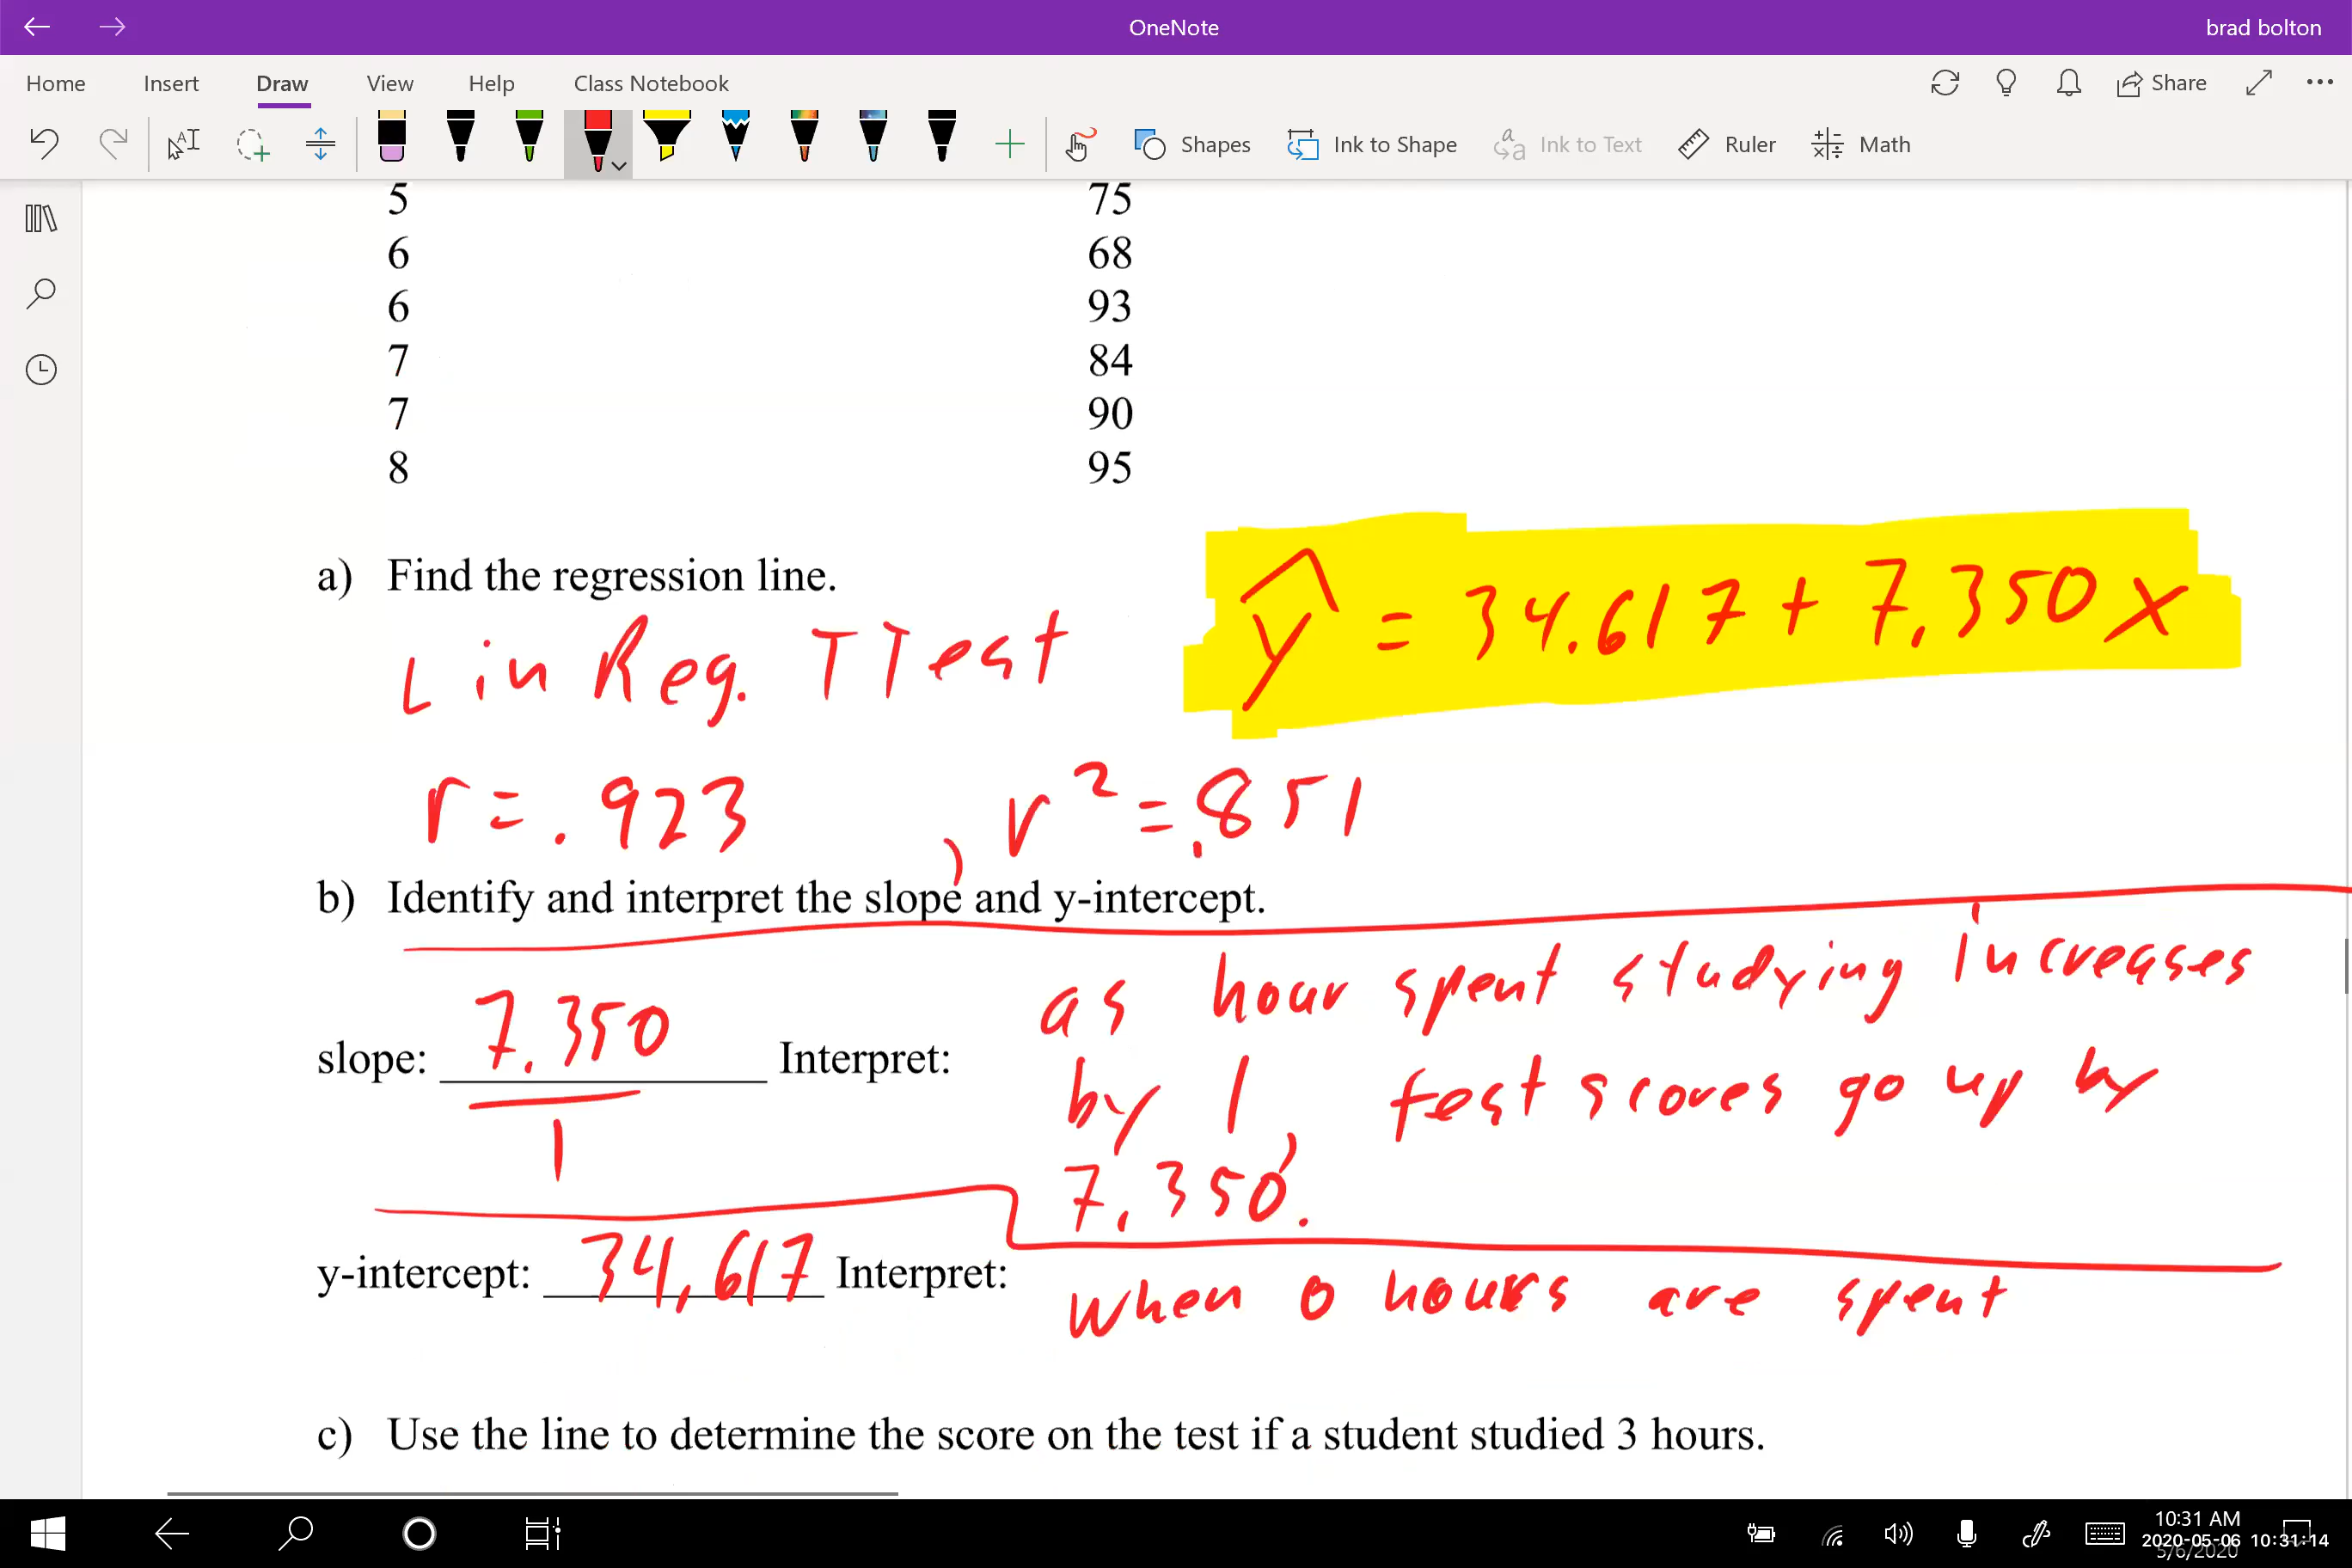 OneNote
brad bolton
Home Insert Draw View Help Class Notebook
Share
Shapes Ink to Shape Ink to Text Ruler Math
5 75
6 68
6 93
7 84
7 90
8 95
a) Find the regression line.
ŷ = 34.617 + 7.350x
Lin Reg. TTest
r = .923 , r² = .851
b) Identify and interpret the slope and y-intercept.
slope: 7.350 Interpret: as hour spent studying increases
1
by 1, test scores go up by
7.350.
y-intercept: 34.617 Interpret: when 0 hours are spent
c) Use the line to determine the score on the test if a student studied 3 hours.
10:31 AM
2020-05-06 10:31:14
5/6/2020